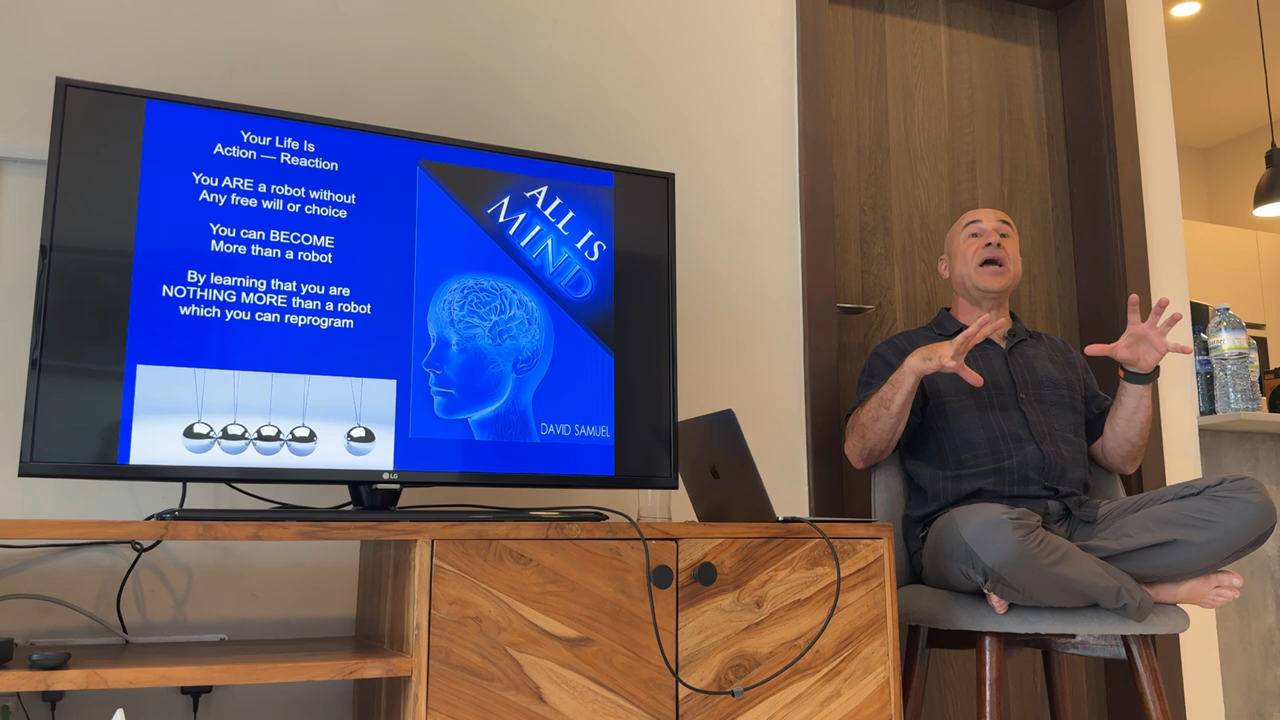 Your Life Is
Action — Reaction
You ARE a robot without
Any free will or choice
You can BECOME
More than a robot
By learning that you are
NOTHING MORE than a robot
which you can reprogram
ALL IS
MIND
DAVID SAMUEL
LG